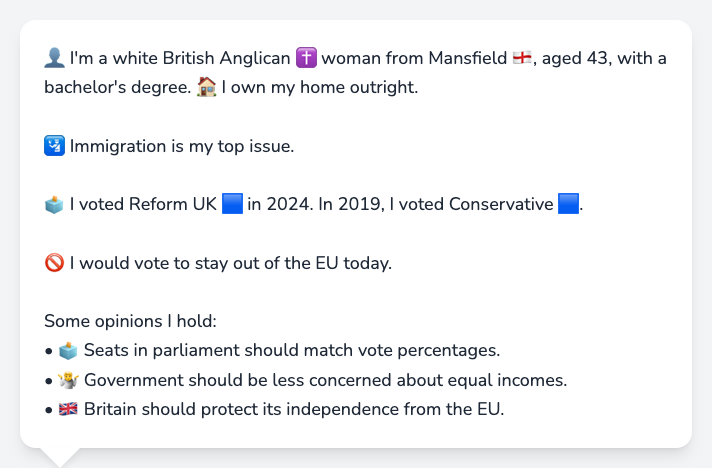 👤 I'm a white British Anglican ✝️ woman from Mansfield 🏴󠁧󠁢󠁥󠁮󠁧󠁿, aged 43, with a
bachelor's degree. 🏠 I own my home outright.
🛂 Immigration is my top issue.
🗳️ I voted Reform UK 🟦 in 2024. In 2019, I voted Conservative 🟦.
🚫 I would vote to stay out of the EU today.
Some opinions I hold:
• 🗳️ Seats in parliament should match vote percentages.
• 🤷 Government should be less concerned about equal incomes.
• 🇬🇧 Britain should protect its independence from the EU.